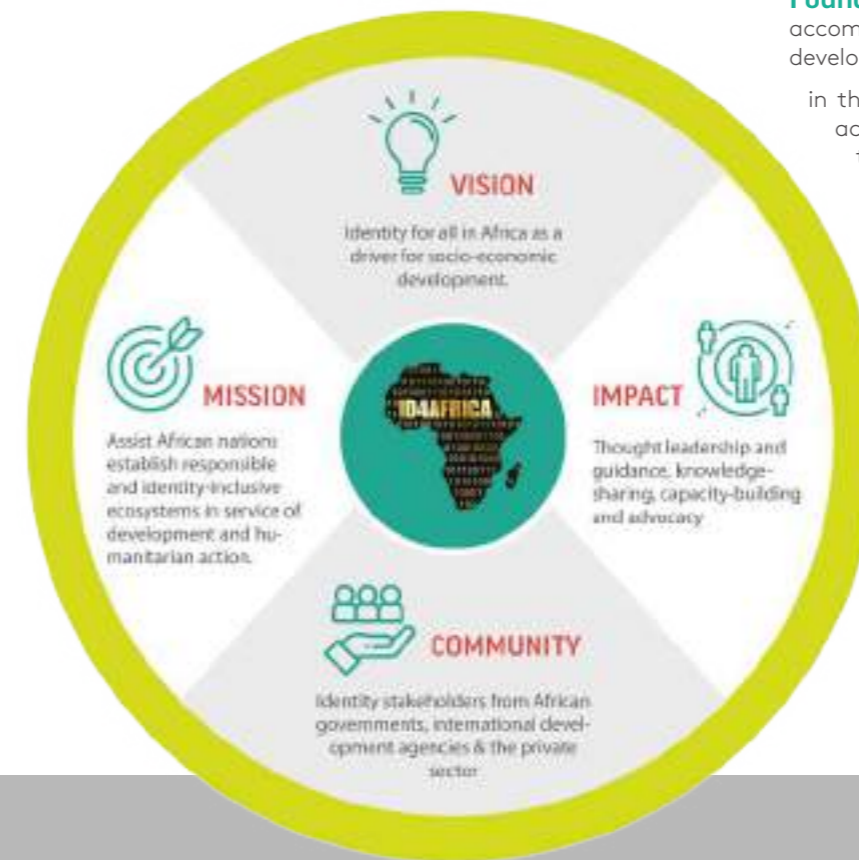 accom
develo
in th
ac
VISION
Identity for all in Africa as a
driver for socio-economic
development.
MISSION
Assist African nations
establish responsible
and identity-inclusive
ecosystems in service of
development and hu-
manitarian action.
ID4AFRICA
IMPACT
Thought leadership and
guidance, knowledge-
sharing, capacity-building
and advocacy
COMMUNITY
Identity stakeholders from African
governments, international devel-
opment agencies & the private
sector